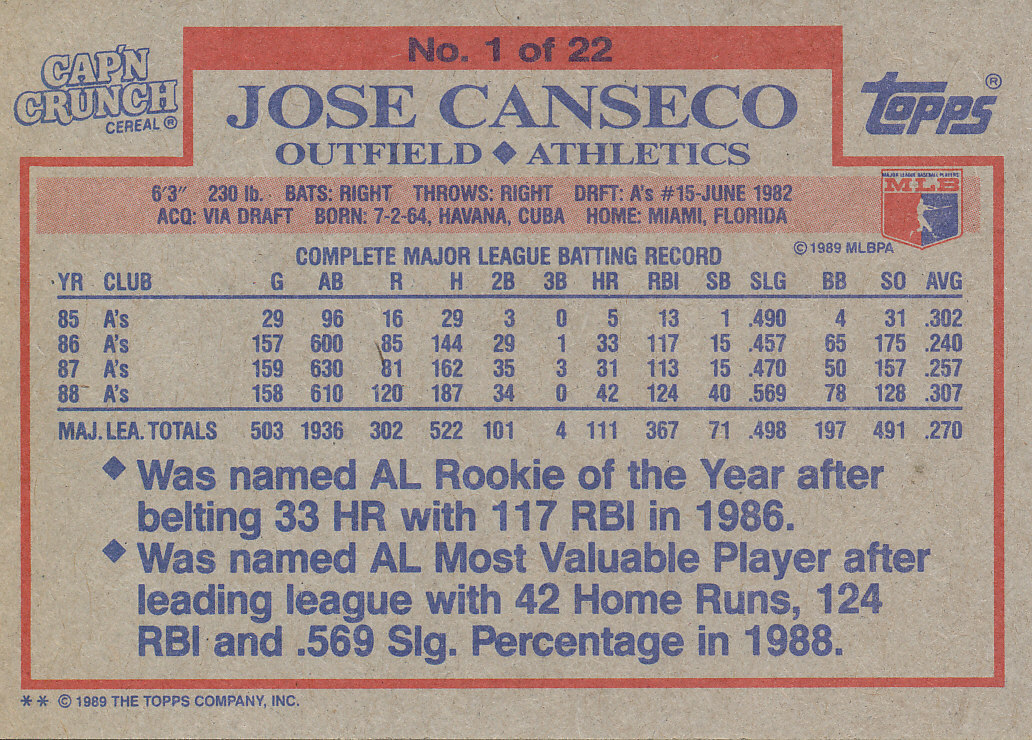 No. 1 of 22
CAP'N
CRUNCH
CEREAL®
JOSE CANSECO
TOPPS®
OUTFIELD ◆ ATHLETICS
6'3" 230 lb. BATS: RIGHT THROWS: RIGHT DRFT: A's #15-JUNE 1982
ACQ: VIA DRAFT BORN: 7-2-64, HAVANA, CUBA HOME: MIAMI, FLORIDA
MAJOR LEAGUE BASEBALL PLAYERS
MLB
© 1989 MLBPA
COMPLETE MAJOR LEAGUE BATTING RECORD
YR CLUB G AB R H 2B 3B HR RBI SB SLG BB SO AVG
85 A's 29 96 16 29 3 0 5 13 1 .490 4 31 .302
86 A's 157 600 85 144 29 1 33 117 15 .457 65 175 .240
87 A's 159 630 81 162 35 3 31 113 15 .470 50 157 .257
88 A's 158 610 120 187 34 0 42 124 40 .569 78 128 .307
MAJ. LEA. TOTALS 503 1936 302 522 101 4 111 367 71 .498 197 491 .270
◆ Was named AL Rookie of the Year after
belting 33 HR with 117 RBI in 1986.
◆ Was named AL Most Valuable Player after
leading league with 42 Home Runs, 124
RBI and .569 Slg. Percentage in 1988.
** © 1989 THE TOPPS COMPANY, INC.